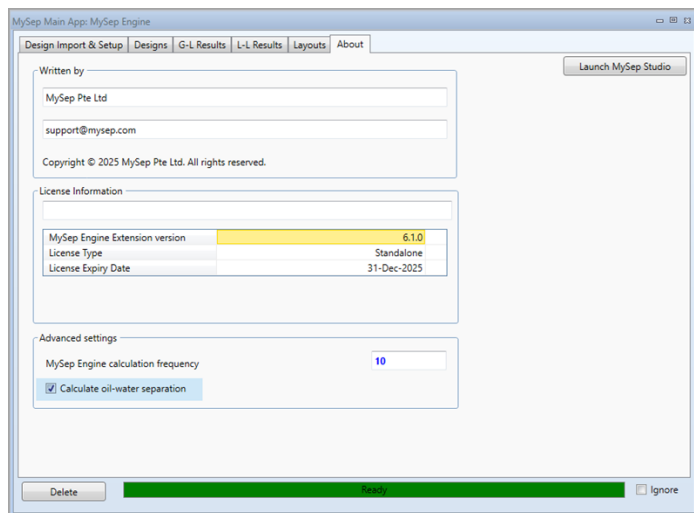 MySep Main App: MySep Engine
Design Import & Setup Designs G-L Results L-L Results Layouts About
Launch MySep Studio
Written by
MySep Pte Ltd
support@mysep.com
Copyright © 2025 MySep Pte Ltd. All rights reserved.
License Information
MySep Engine Extension version 6.1.0
License Type Standalone
License Expiry Date 31-Dec-2025
Advanced settings
MySep Engine calculation frequency 10
Calculate oil-water separation
Delete Ready Ignore